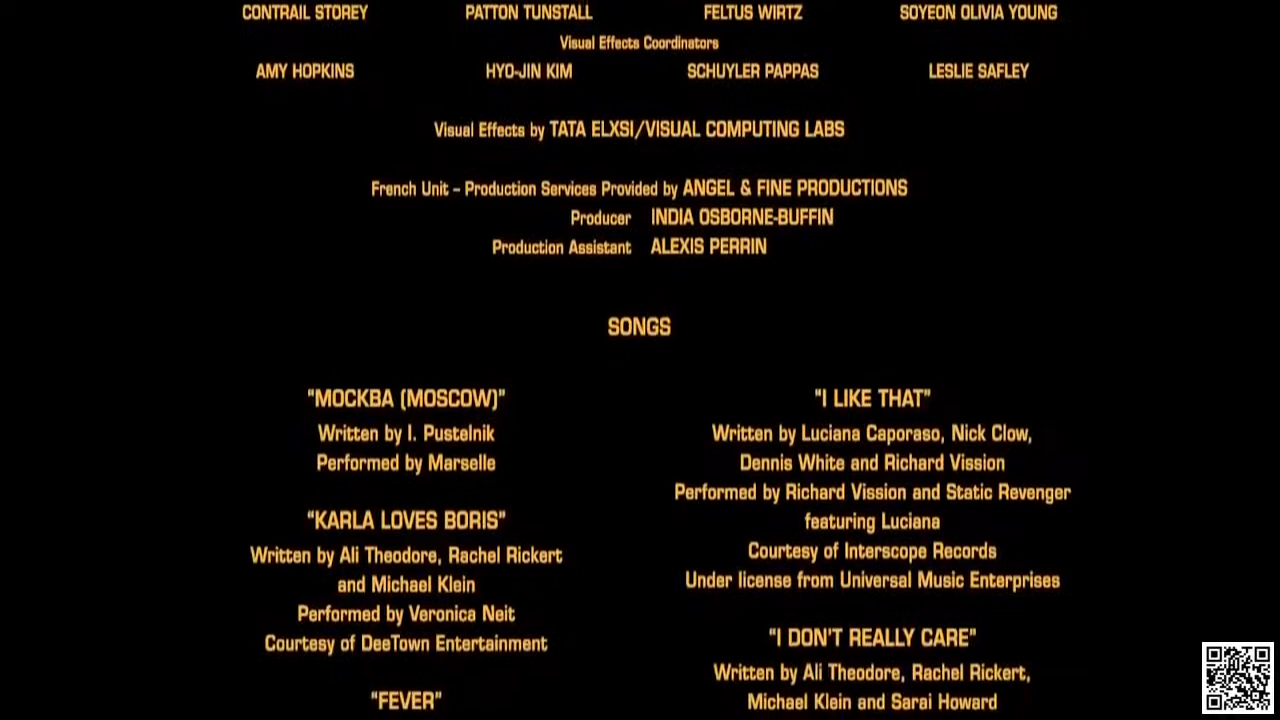 CONTRAIL STOREY PATTON TUNSTALL FELTUS WIRTZ SOYEON OLIVIA YOUNG
Visual Effects Coordinators
AMY HOPKINS HYO-JIN KIM SCHUYLER PAPPAS LESLIE SAFLEY
Visual Effects by TATA ELXSI/VISUAL COMPUTING LABS
French Unit – Production Services Provided by ANGEL & FINE PRODUCTIONS
Producer INDIA OSBORNE-BUFFIN
Production Assistant ALEXIS PERRIN
SONGS
“MOCKBA (MOSCOW)”
Written by I. Pustelnik
Performed by Marselle
“KARLA LOVES BORIS”
Written by Ali Theodore, Rachel Rickert
and Michael Klein
Performed by Veronica Neit
Courtesy of DeeTown Entertainment
“FEVER”
“I LIKE THAT”
Written by Luciana Caporaso, Nick Clow,
Dennis White and Richard Vission
Performed by Richard Vission and Static Revenger
featuring Luciana
Courtesy of Interscope Records
Under license from Universal Music Enterprises
“I DON’T REALLY CARE”
Written by Ali Theodore, Rachel Rickert,
Michael Klein and Sarai Howard